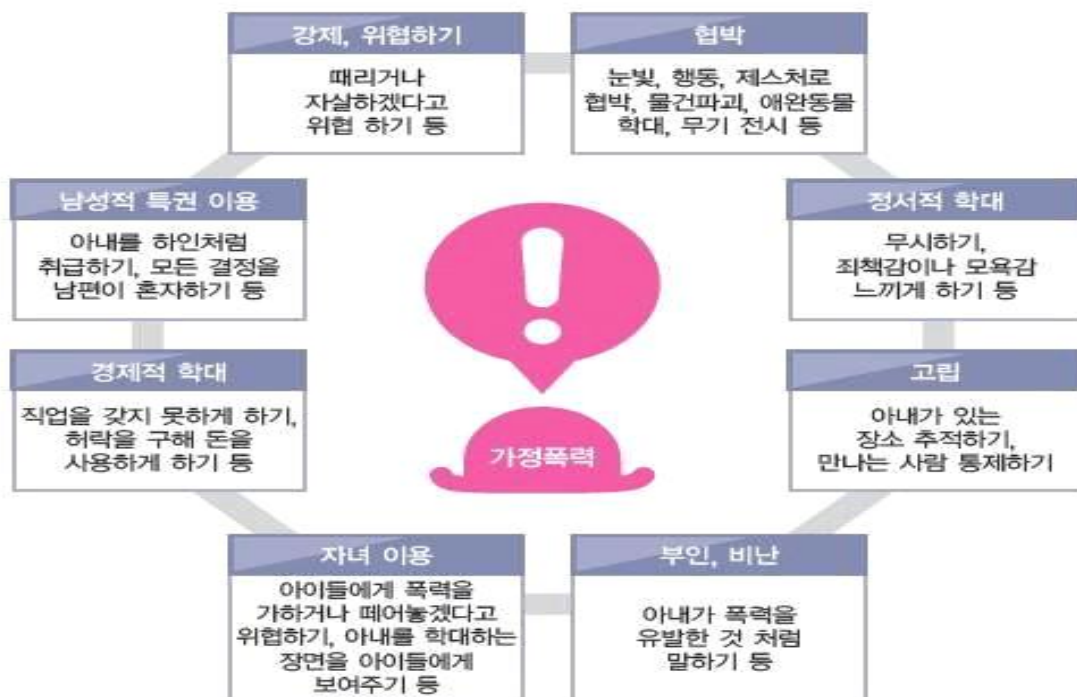 강제, 위협하기
때리거나
자살하겠다고
위협 하기 등
협박
눈빛, 행동, 제스처로
협박, 물건파괴, 애완동물
학대, 무기 전시 등
남성적 특권 이용
아내를 하인처럼
취급하기, 모든 결정을
남편이 혼자하기 등
정서적 학대
무시하기,
죄책감이나 모욕감
느끼게 하기 등
경제적 학대
직업을 갖지 못하게 하기,
허락을 구해 돈을
사용하게 하기 등
가정폭력
고립
아내가 있는
장소 추적하기,
만나는 사람 통제하기
자녀 이용
아이들에게 폭력을
가하거나 떼어놓겠다고
위협하기, 아내를 학대하는
장면을 아이들에게
보여주기 등
부인, 비난
아내가 폭력을
유발한 것 처럼
말하기 등